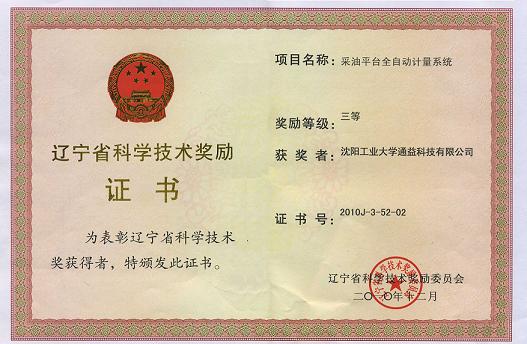 辽宁省科学技术奖励
证书
为表彰辽宁省科学技术
奖获得者，特颁发此证书。
项目名称：采油平台全自动计量系统
奖励等级：三等
获奖者：沈阳工业大学通益科技有限公司
证书号：2010J-3-52-02
辽宁省科学技术奖励委员会
二〇一〇年十二月